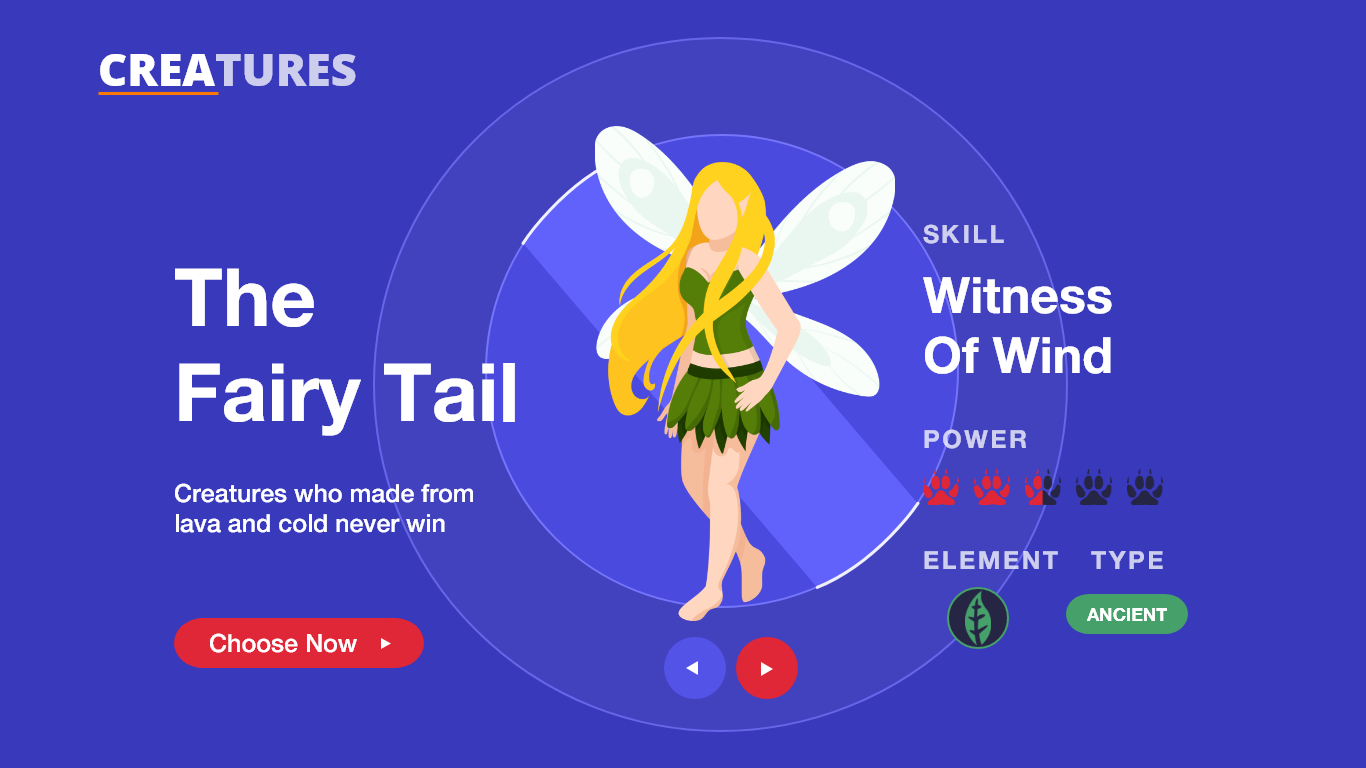 CREATURES
The
Fairy Tail
Creatures who made from
lava and cold never win
Choose Now
SKILL
Witness
Of Wind
POWER
ELEMENT
TYPE
ANCIENT